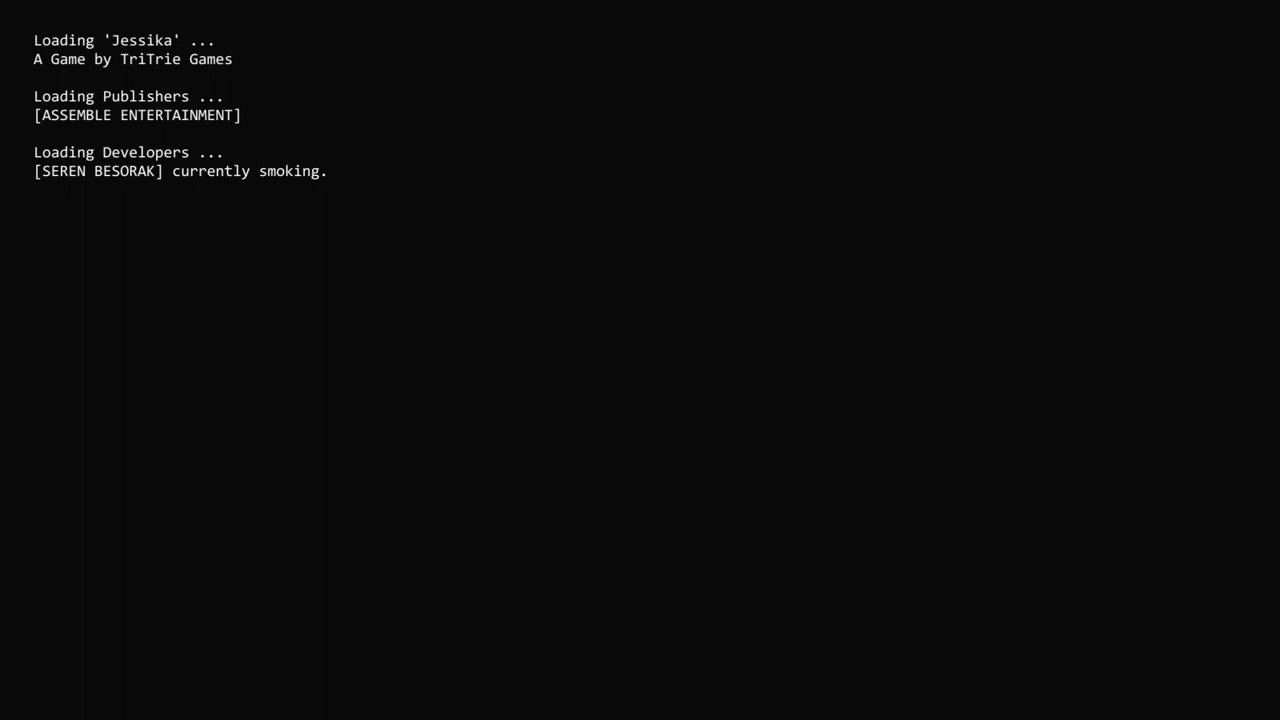 Loading 'Jessika' ...
A Game by TriTrie Games
Loading Publishers ...
[ASSEMBLE ENTERTAINMENT]
Loading Developers ...
[SEREN BESORAK] currently smoking.